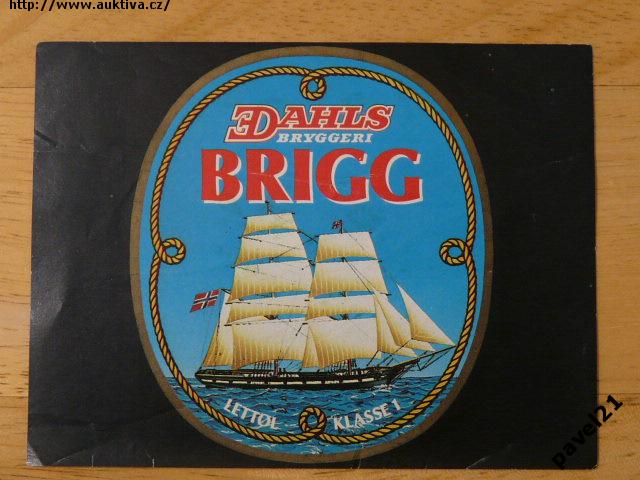 http://www.auktiva.cz/
E.DAHLS
BRYGGERI
BRIGG
LETTØL KLASSE 1
pavel21